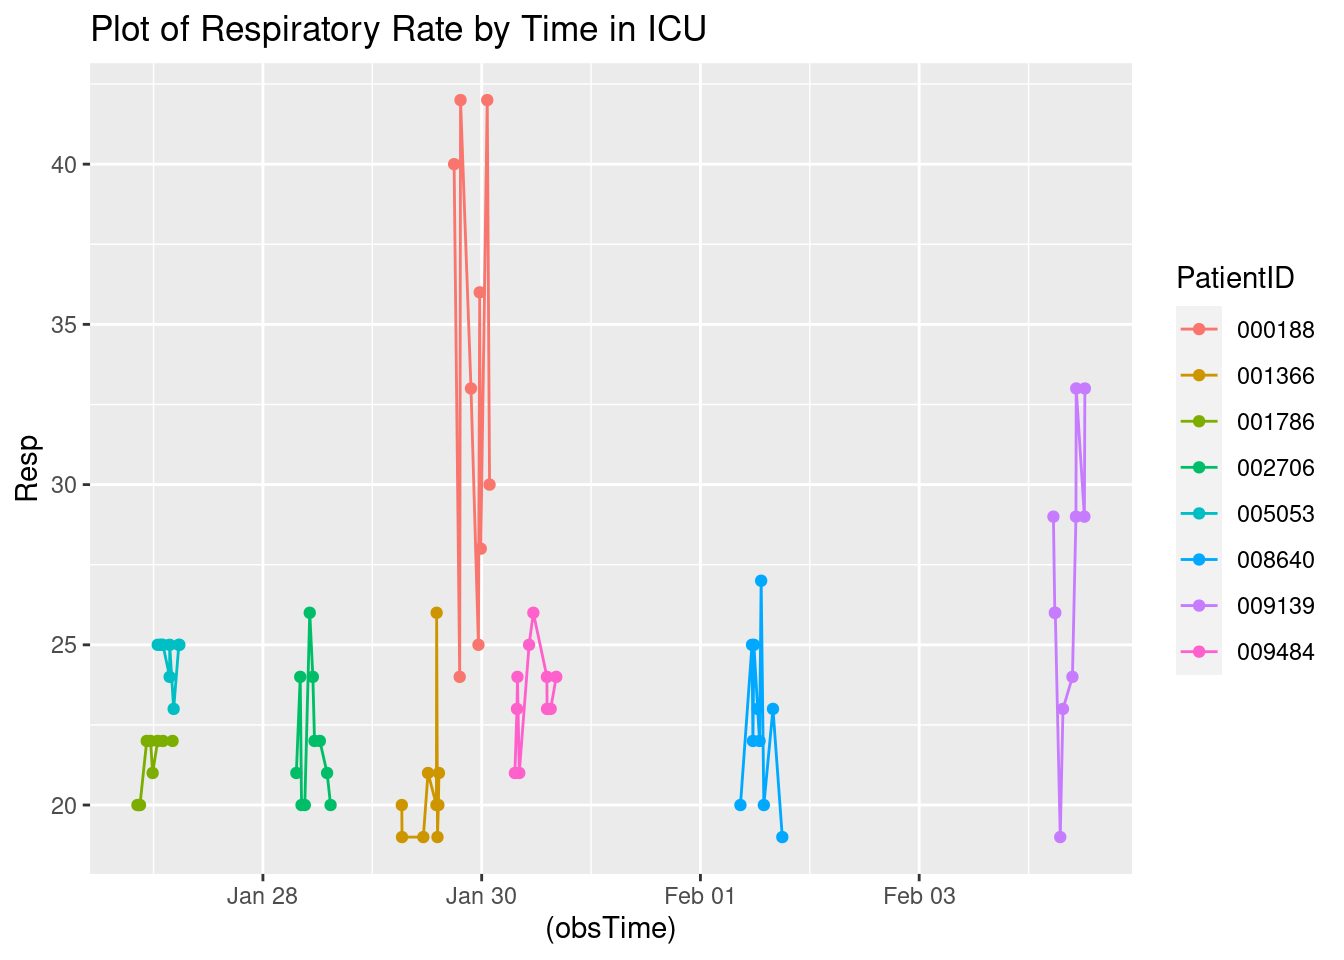 Plot of Respiratory Rate by Time in ICU
40
35
30
25
20
Resp
Jan 28
Jan 30
Feb 01
Feb 03
(obsTime)
PatientID
000188
001366
001786
002706
005053
008640
009139
009484